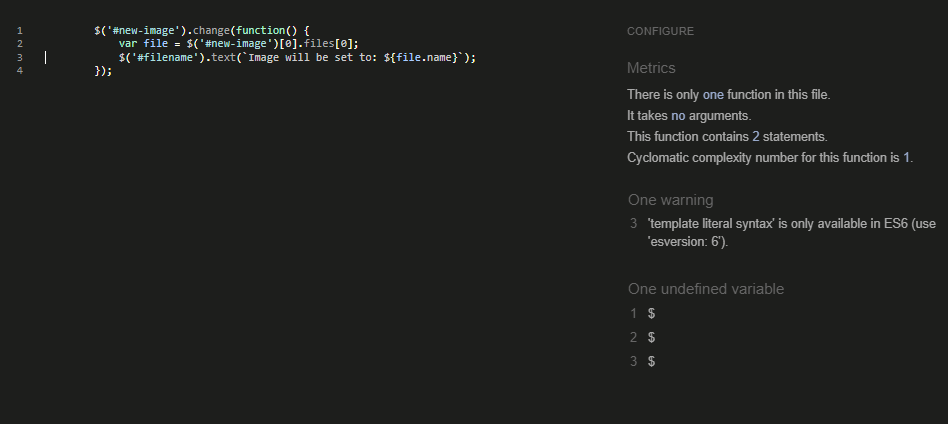 1 $('#new-image').change(function() {
2 var file = $('#new-image')[0].files[0];
3 $('#filename').text(`Image will be set to: ${file.name}`);
4 });
CONFIGURE
Metrics
There is only one function in this file.
It takes no arguments.
This function contains 2 statements.
Cyclomatic complexity number for this function is 1.
One warning
3 'template literal syntax' is only available in ES6 (use
'esversion: 6').
One undefined variable
1 $
2 $
3 $